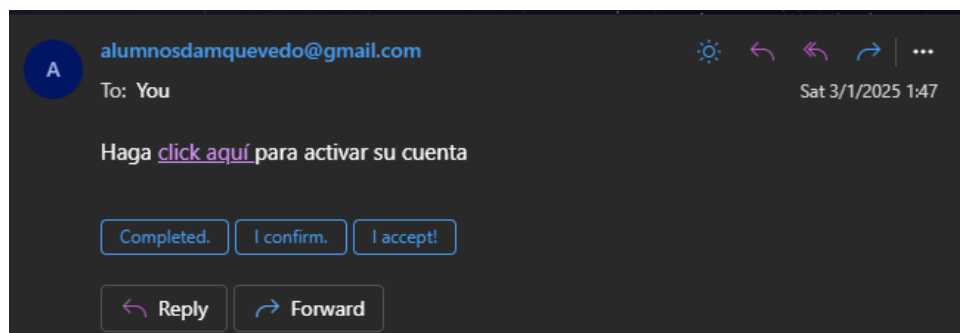 A
alumnosdamquevedo@gmail.com
To: You
Sat 3/1/2025 1:47
Haga click aquí para activar su cuenta
Completed. I confirm. I accept!
Reply Forward